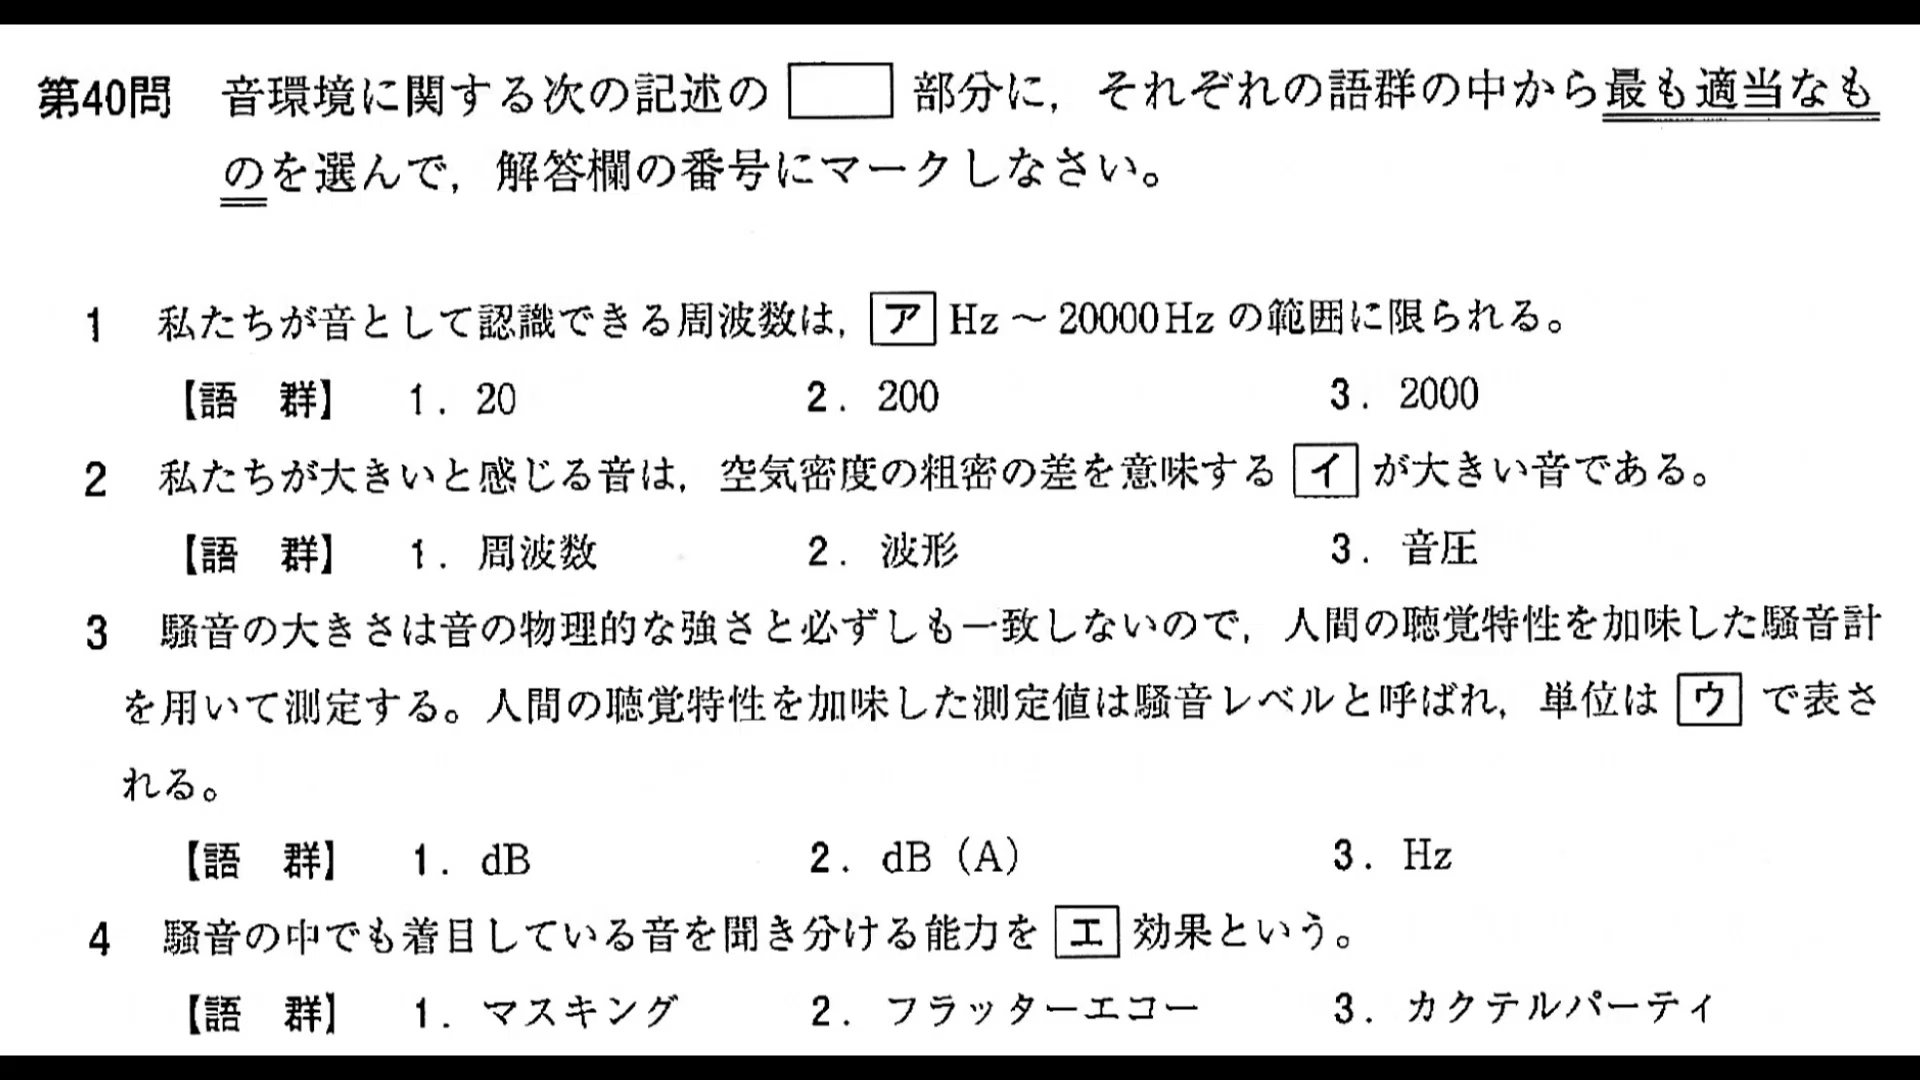 第40問 音環境に関する次の記述の 部分に，それぞれの語群の中から最も適当なも
のを選んで，解答欄の番号にマークしなさい。
1 私たちが音として認識できる周波数は， ア Hz ～ 20000Hz の範囲に限られる。
【語 群】 1．20 2．200 3．2000
2 私たちが大きいと感じる音は，空気密度の粗密の差を意味する イ が大きい音である。
【語 群】 1．周波数 2．波形 3．音圧
3 騒音の大きさは音の物理的な強さと必ずしも一致しないので，人間の聴覚特性を加味した騒音計
を用いて測定する。人間の聴覚特性を加味した測定値は騒音レベルと呼ばれ，単位は ウ で表さ
れる。
【語 群】 1．dB 2．dB（A） 3．Hz
4 騒音の中でも着目している音を聞き分ける能力を エ 効果という。
【語 群】 1．マスキング 2．フラッターエコー 3．カクテルパーティ